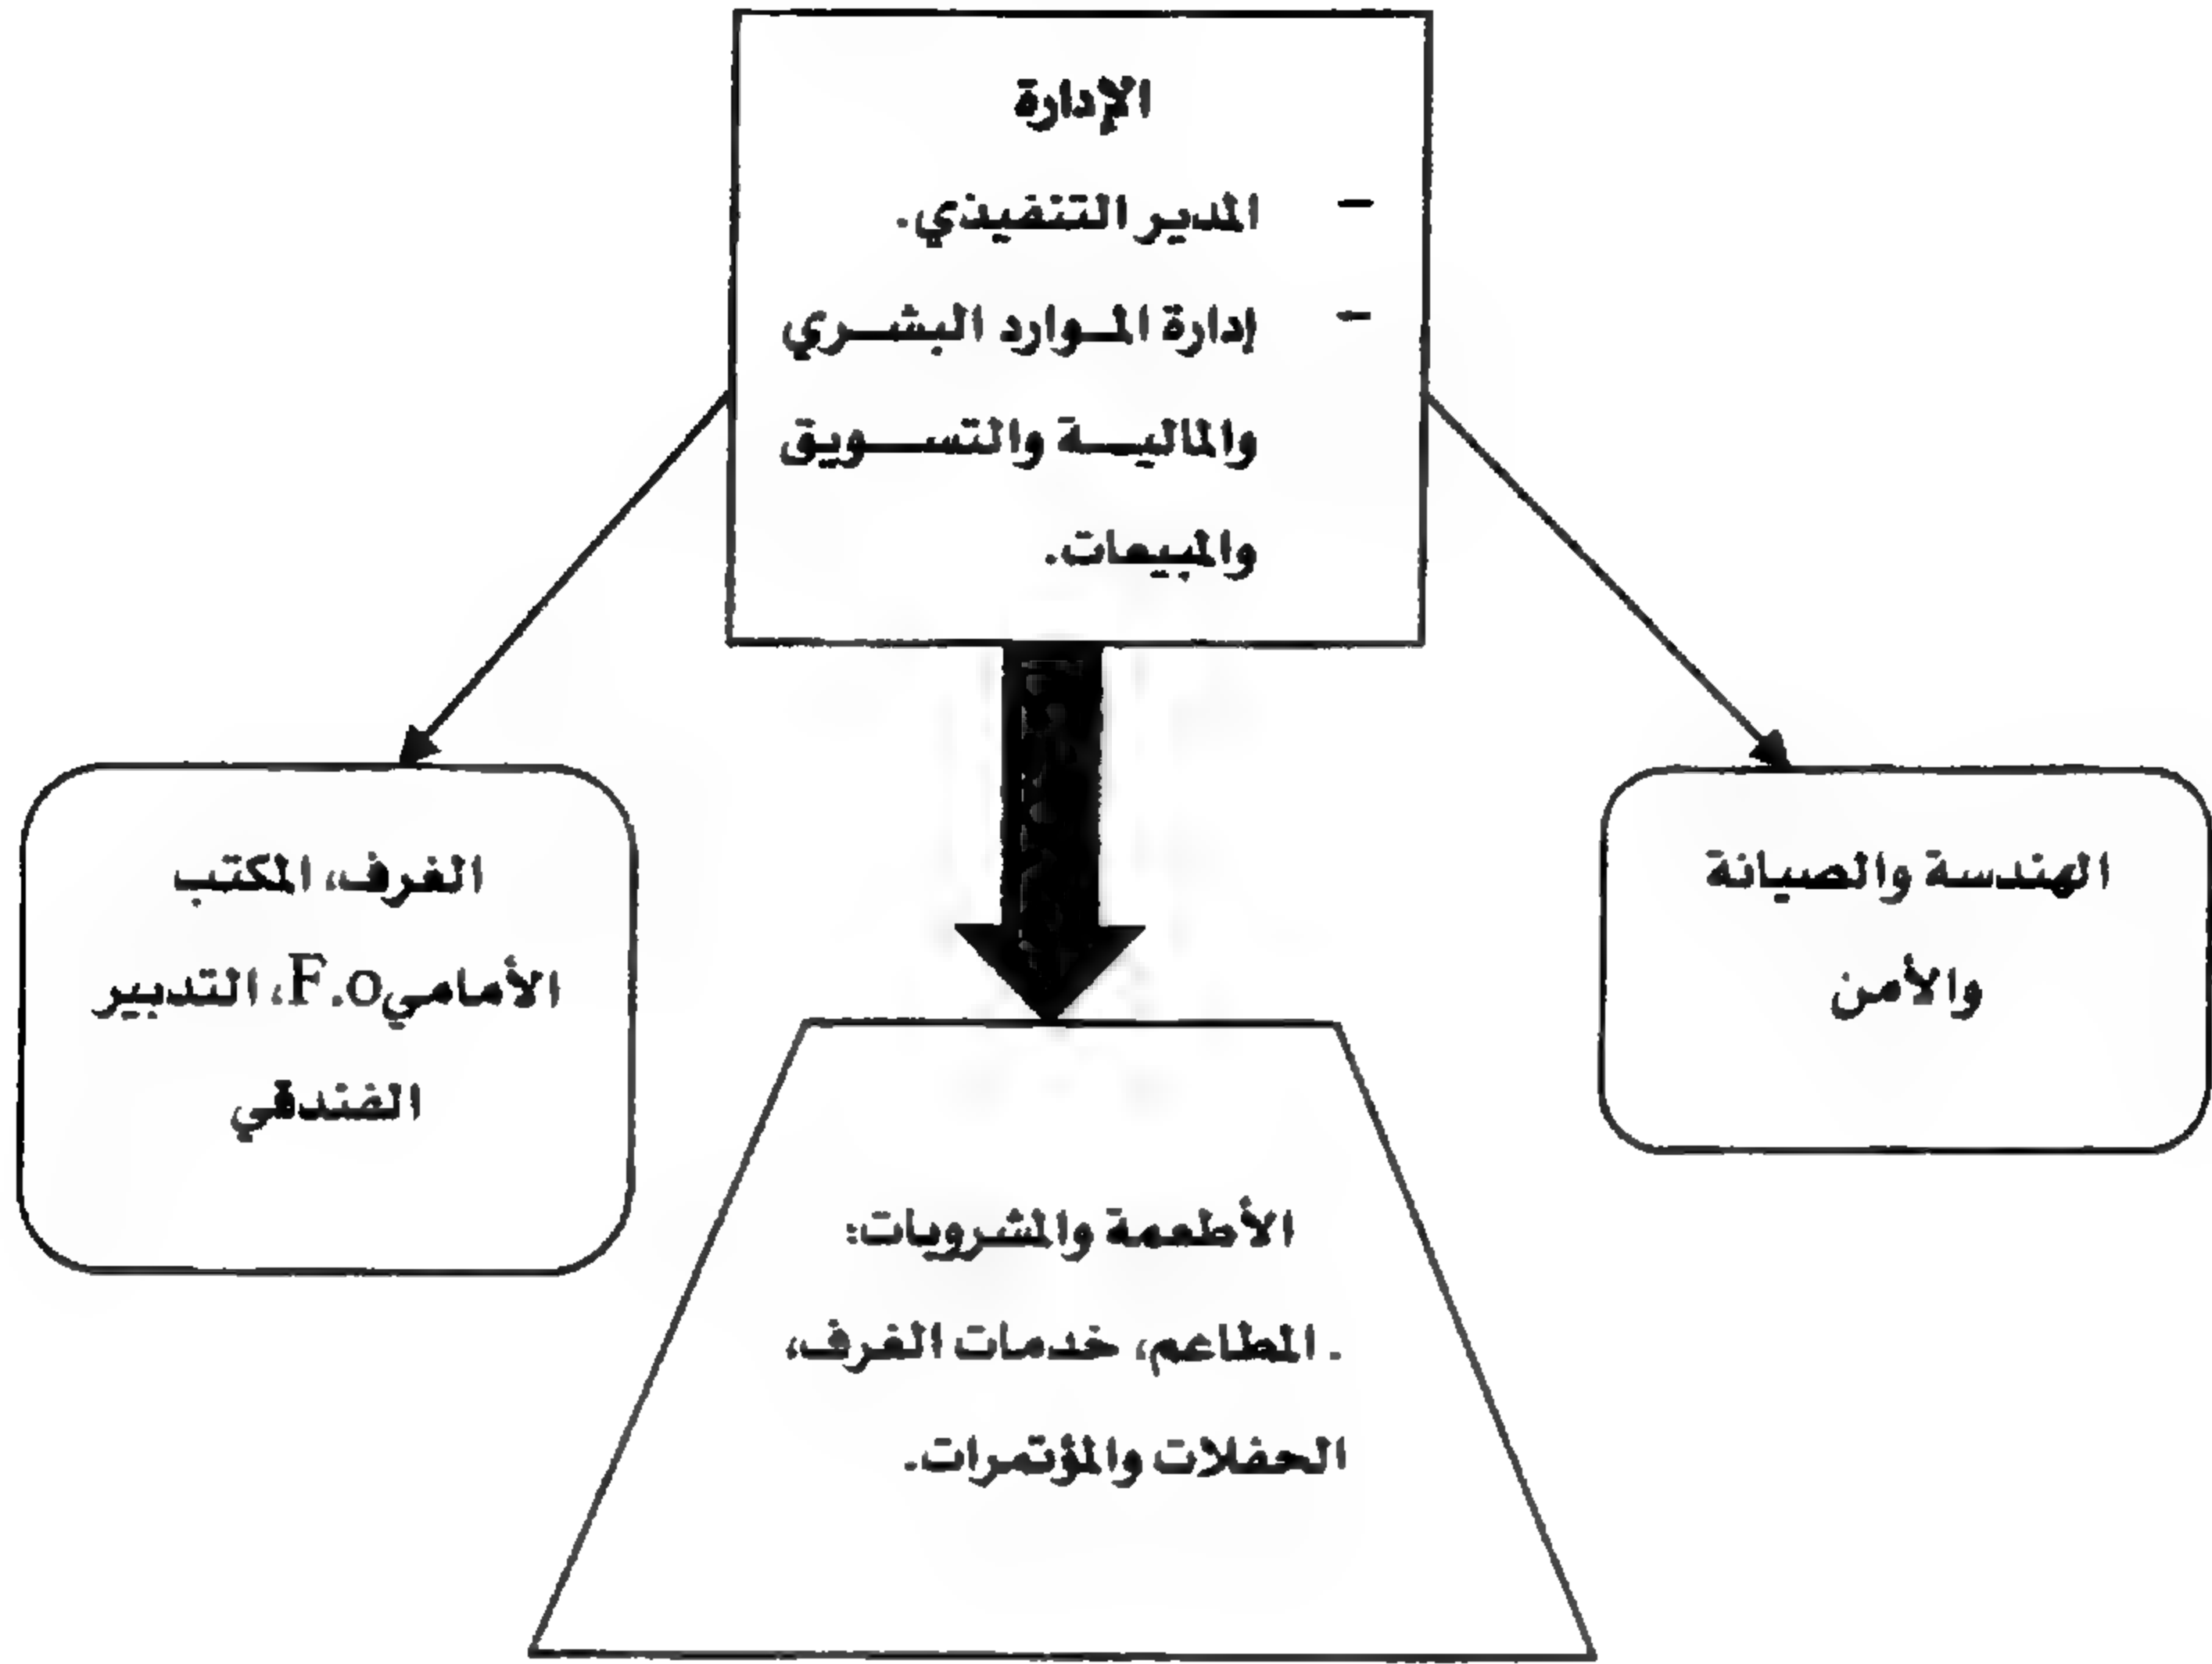 الإدارة
– المدير التنفيذي.
– إدارة الموارد البشري
والمالية والتسويق
والمبيعات.
الهندسة والصيانة
والأمن
الغرف، المكتب
الأمامي F.o، التدبير
الفندقي
الأطعمة والمشروبات:
. المطاعم، خدمات الغرف،
الحفلات والمؤتمرات.